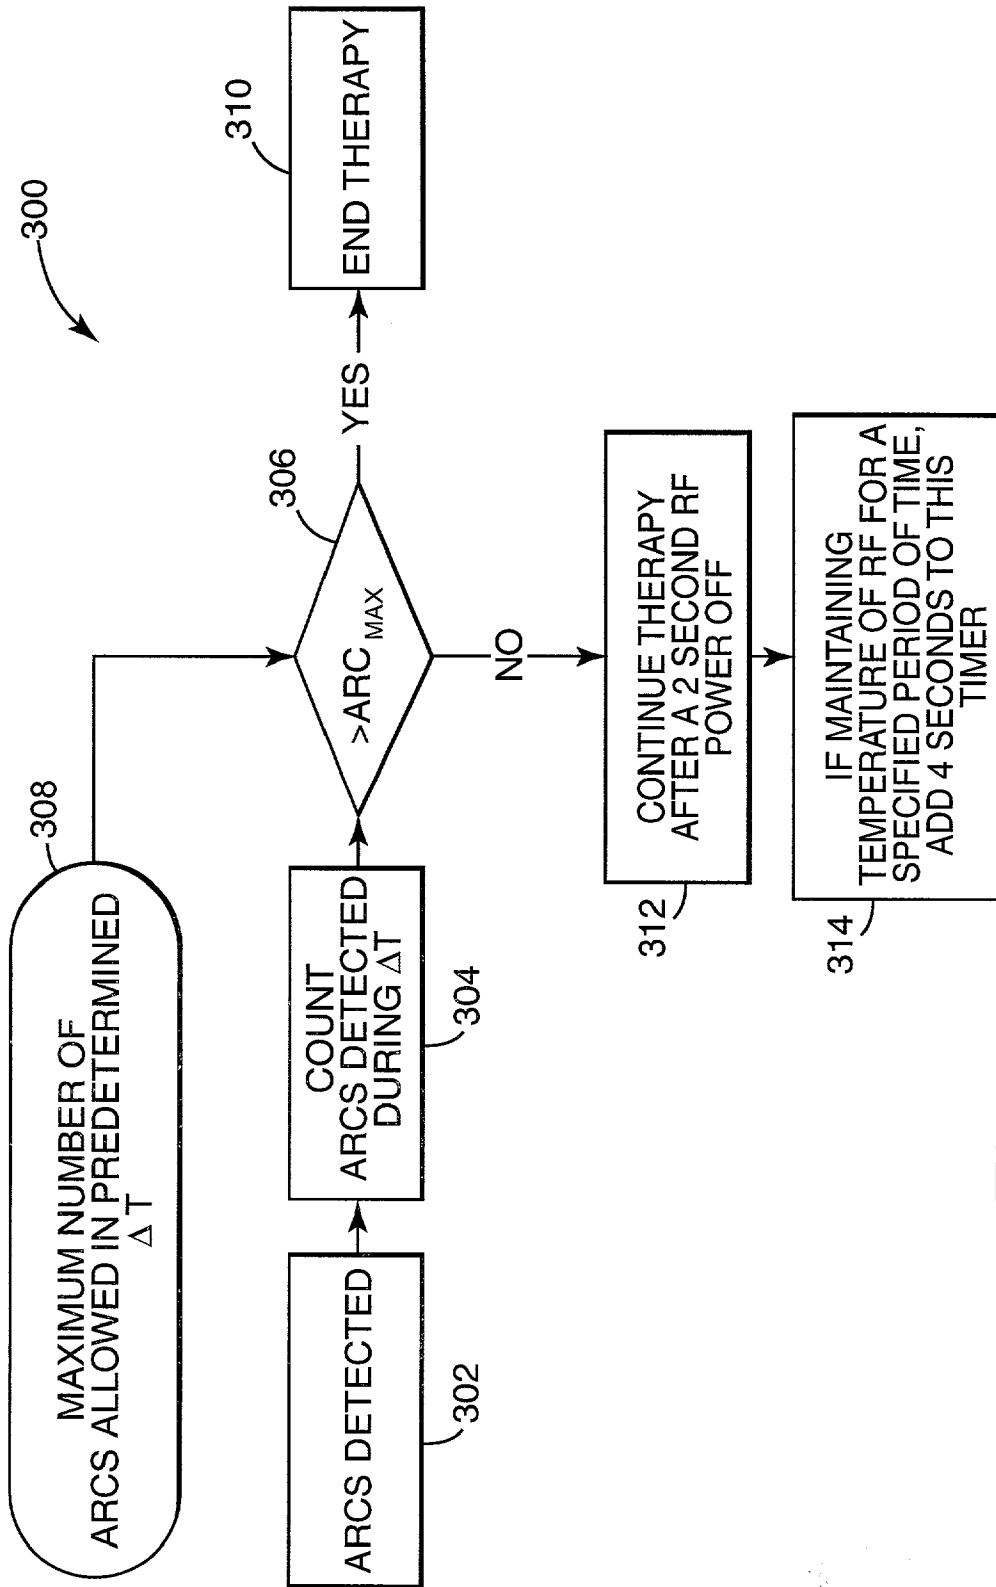 300
308
MAXIMUM NUMBER OF
ARCS ALLOWED IN PREDETERMINED
Δ T
302
ARCS DETECTED
304
COUNT
ARCS DETECTED
DURING ΔT
306
>ARC MAX
YES
310
END THERAPY
NO
312
CONTINUE THERAPY
AFTER A 2 SECOND RF
POWER OFF
314
IF MAINTAINING
TEMPERATURE OF RF FOR A
SPECIFIED PERIOD OF TIME,
ADD 4 SECONDS TO THIS
TIMER